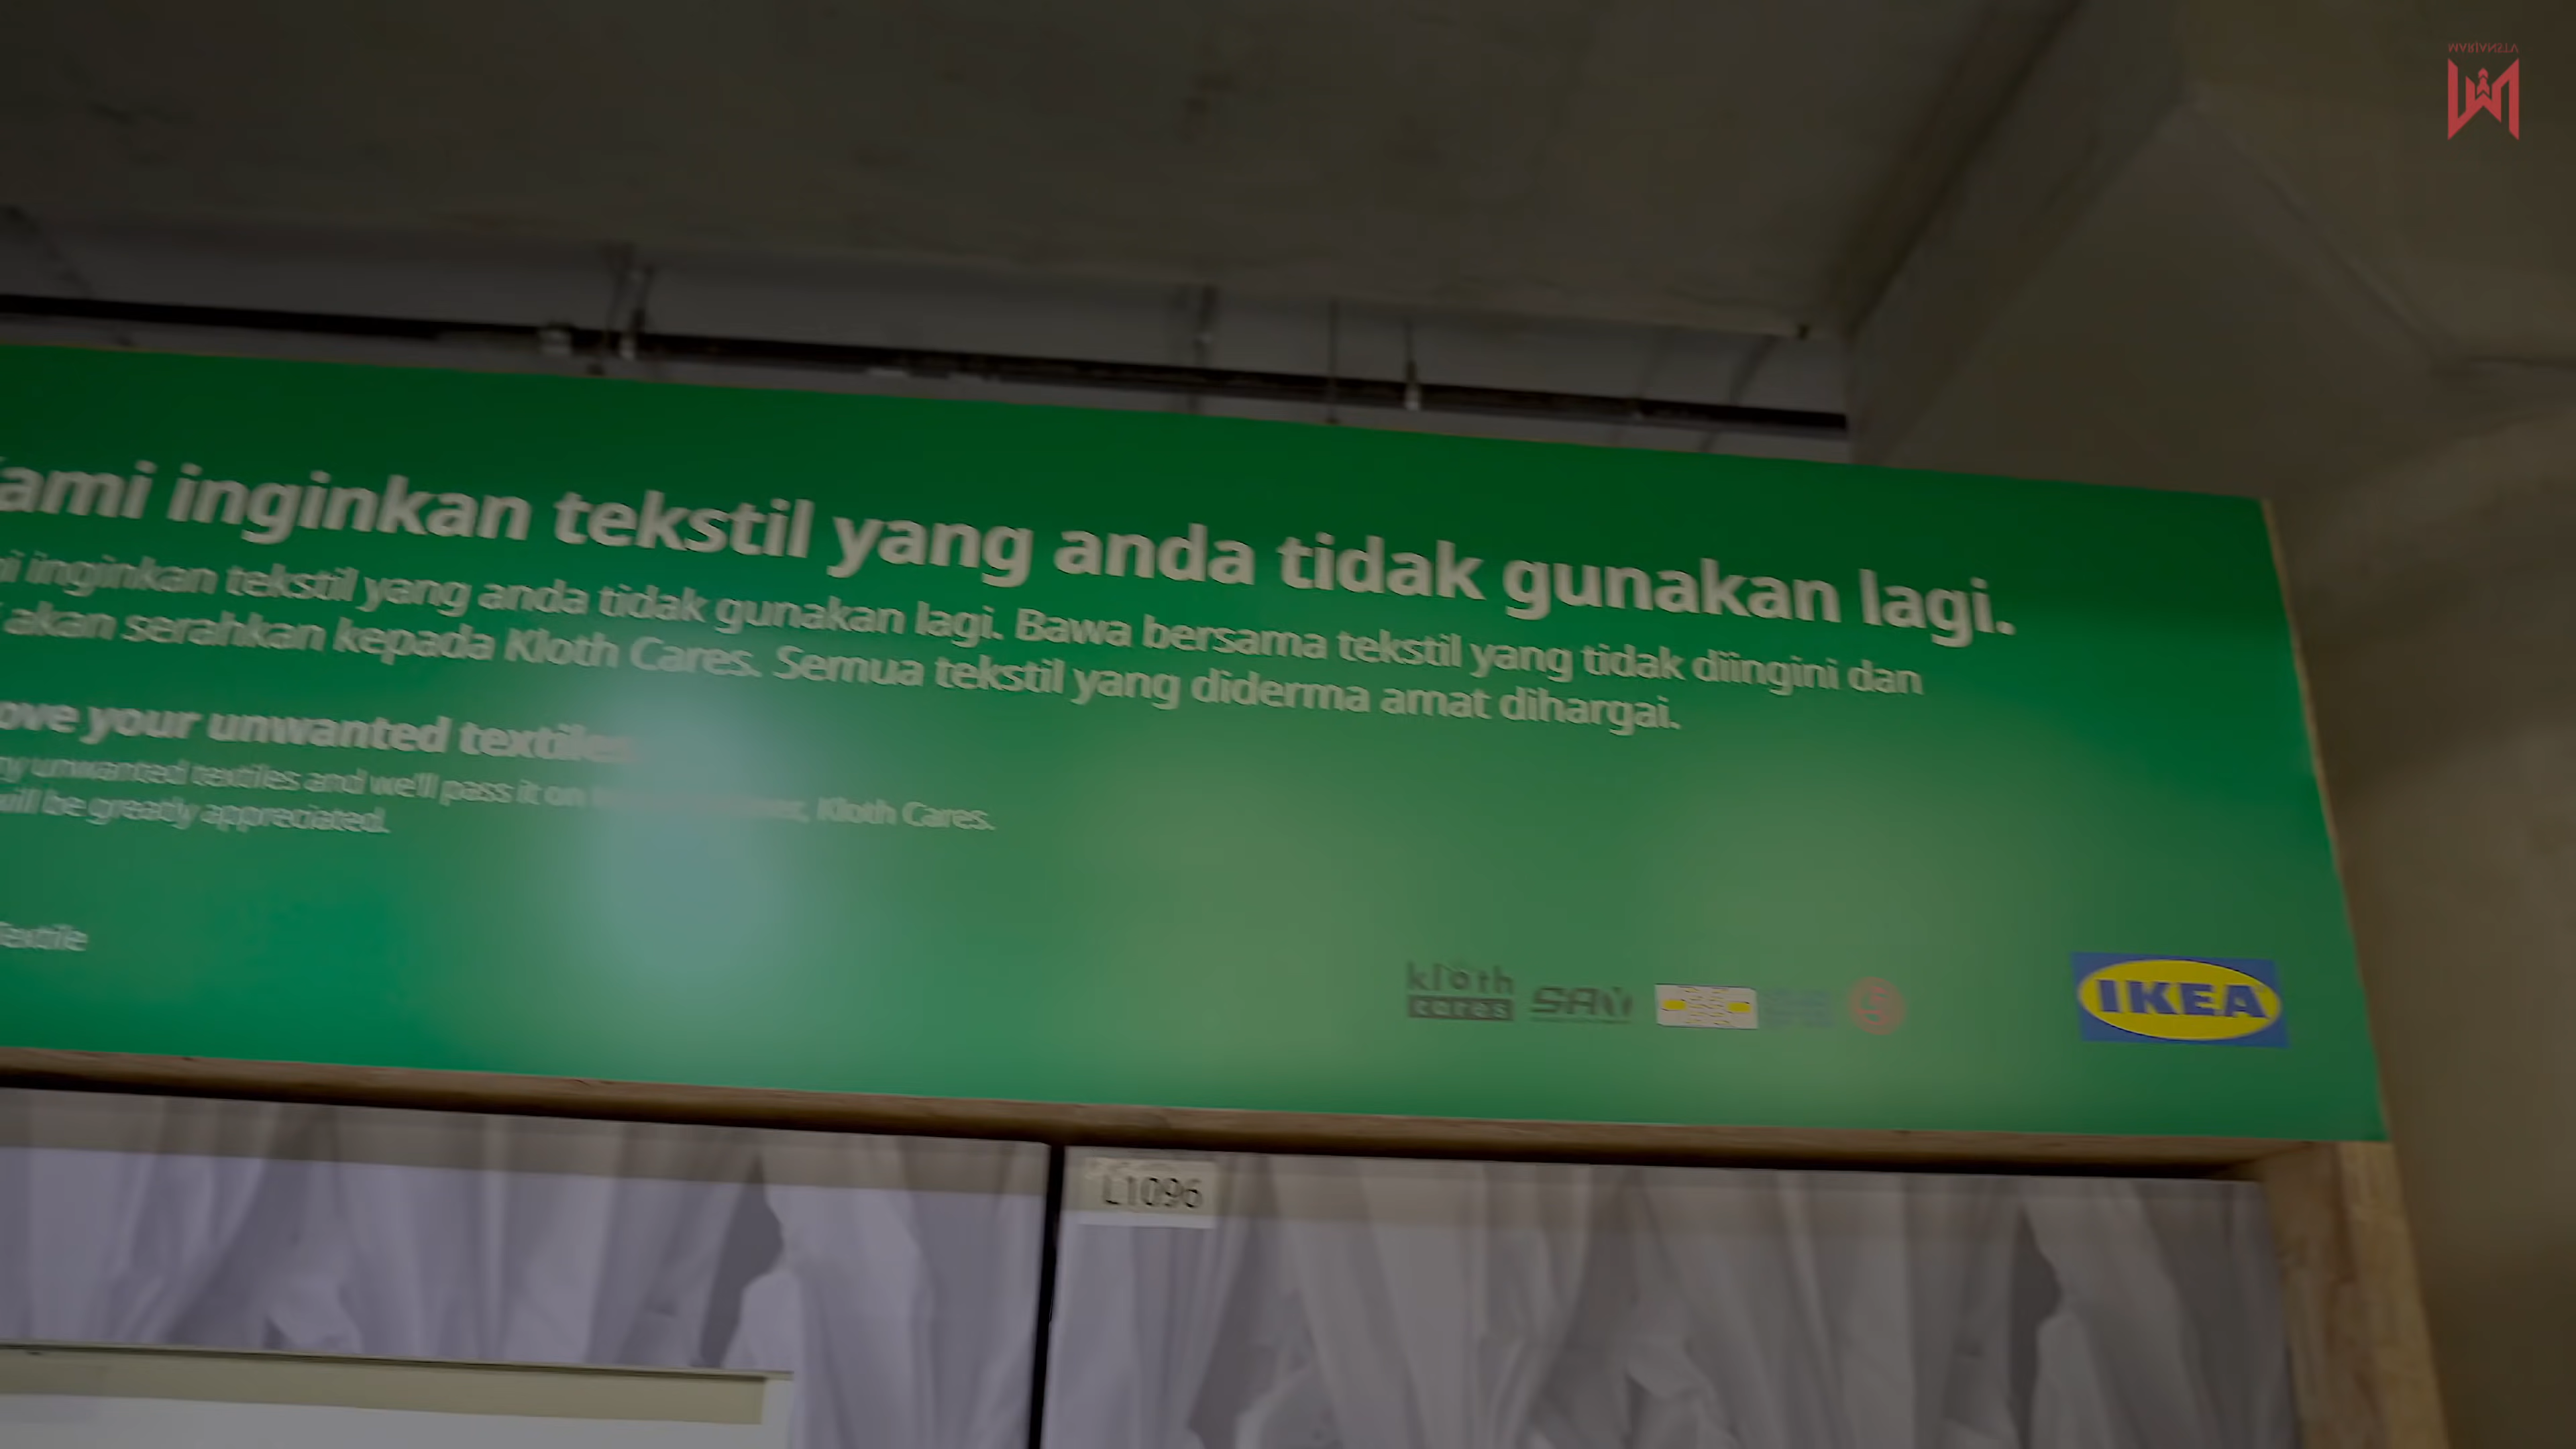 ami inginkan tekstil yang anda tidak gunakan lagi.
i inginkan tekstil yang anda tidak gunakan lagi. Bawa bersama tekstil yang tidak diingini dan
akan serahkan kepada Kloth Cares. Semua tekstil yang diderma amat dihargai.
ove your unwanted textiles
ny unwanted textiles and we'll pass it on Kloth Cares.
will be greatly appreciated.
Textile
kloth
cares
IKEA
L1096